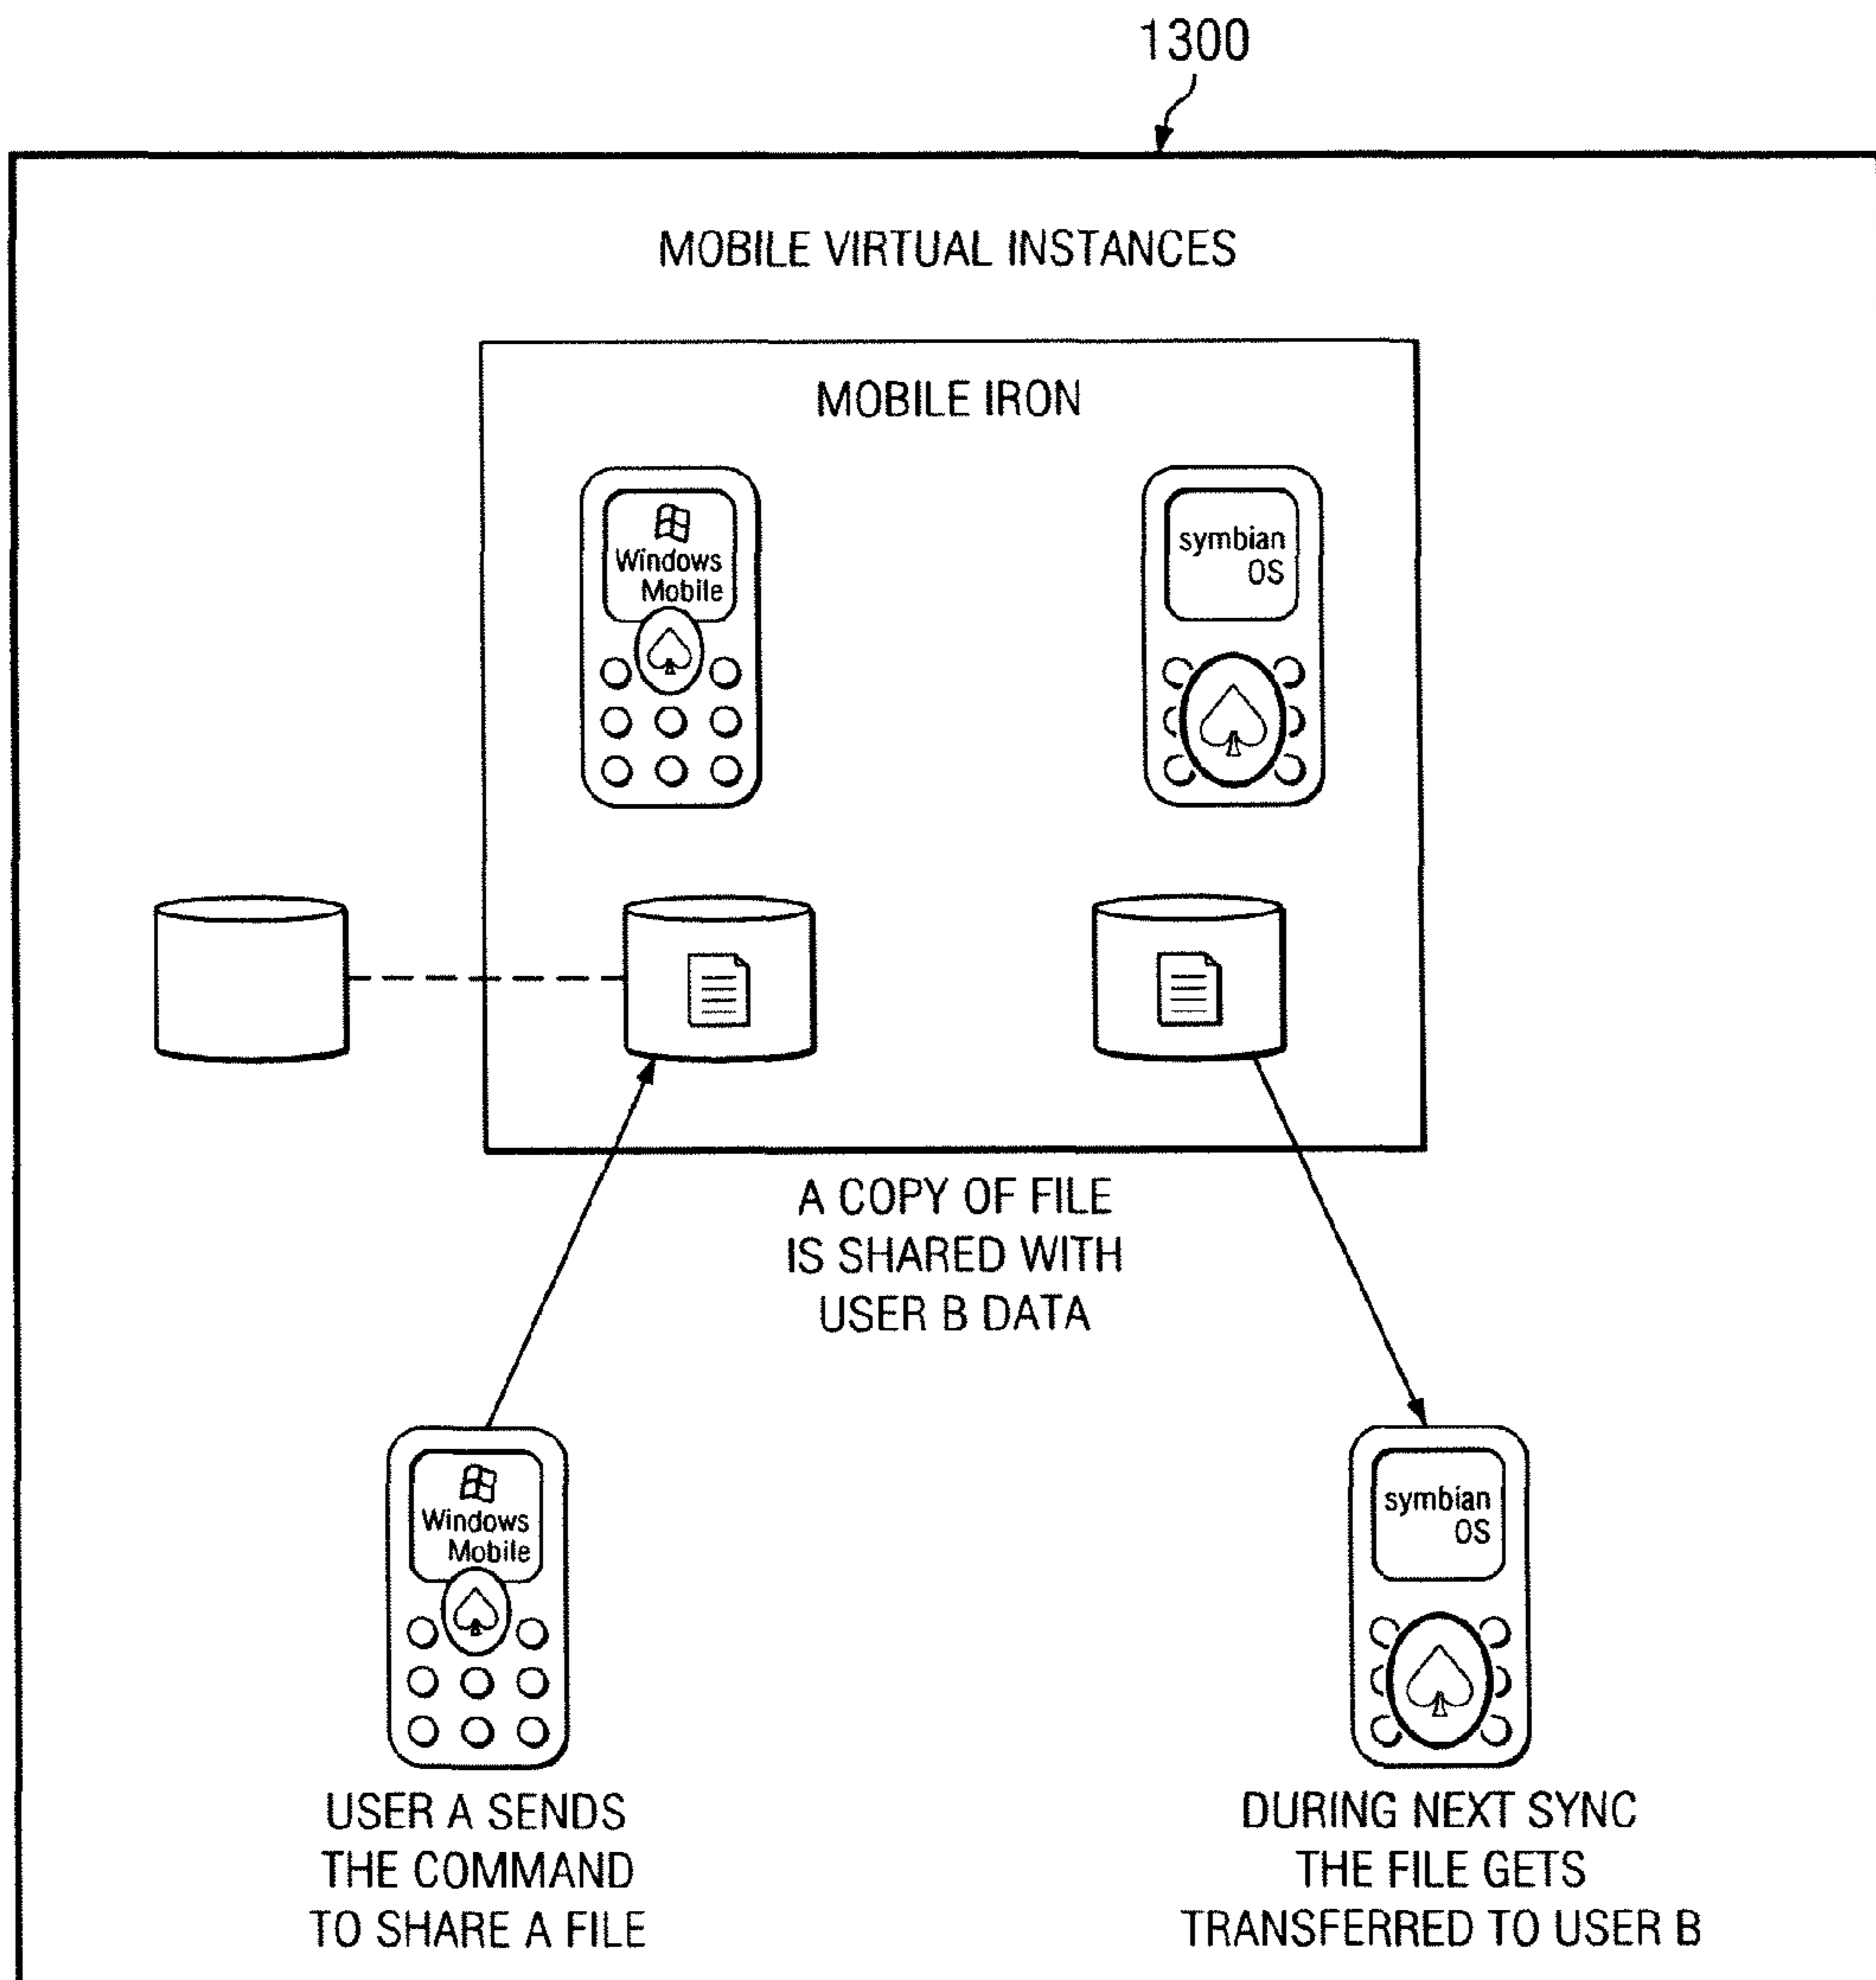 1300
MOBILE VIRTUAL INSTANCES
MOBILE IRON
Windows
Mobile
symbian
OS
A COPY OF FILE
IS SHARED WITH
USER B DATA
Windows
Mobile
symbian
OS
USER A SENDS
THE COMMAND
TO SHARE A FILE
DURING NEXT SYNC
THE FILE GETS
TRANSFERRED TO USER B